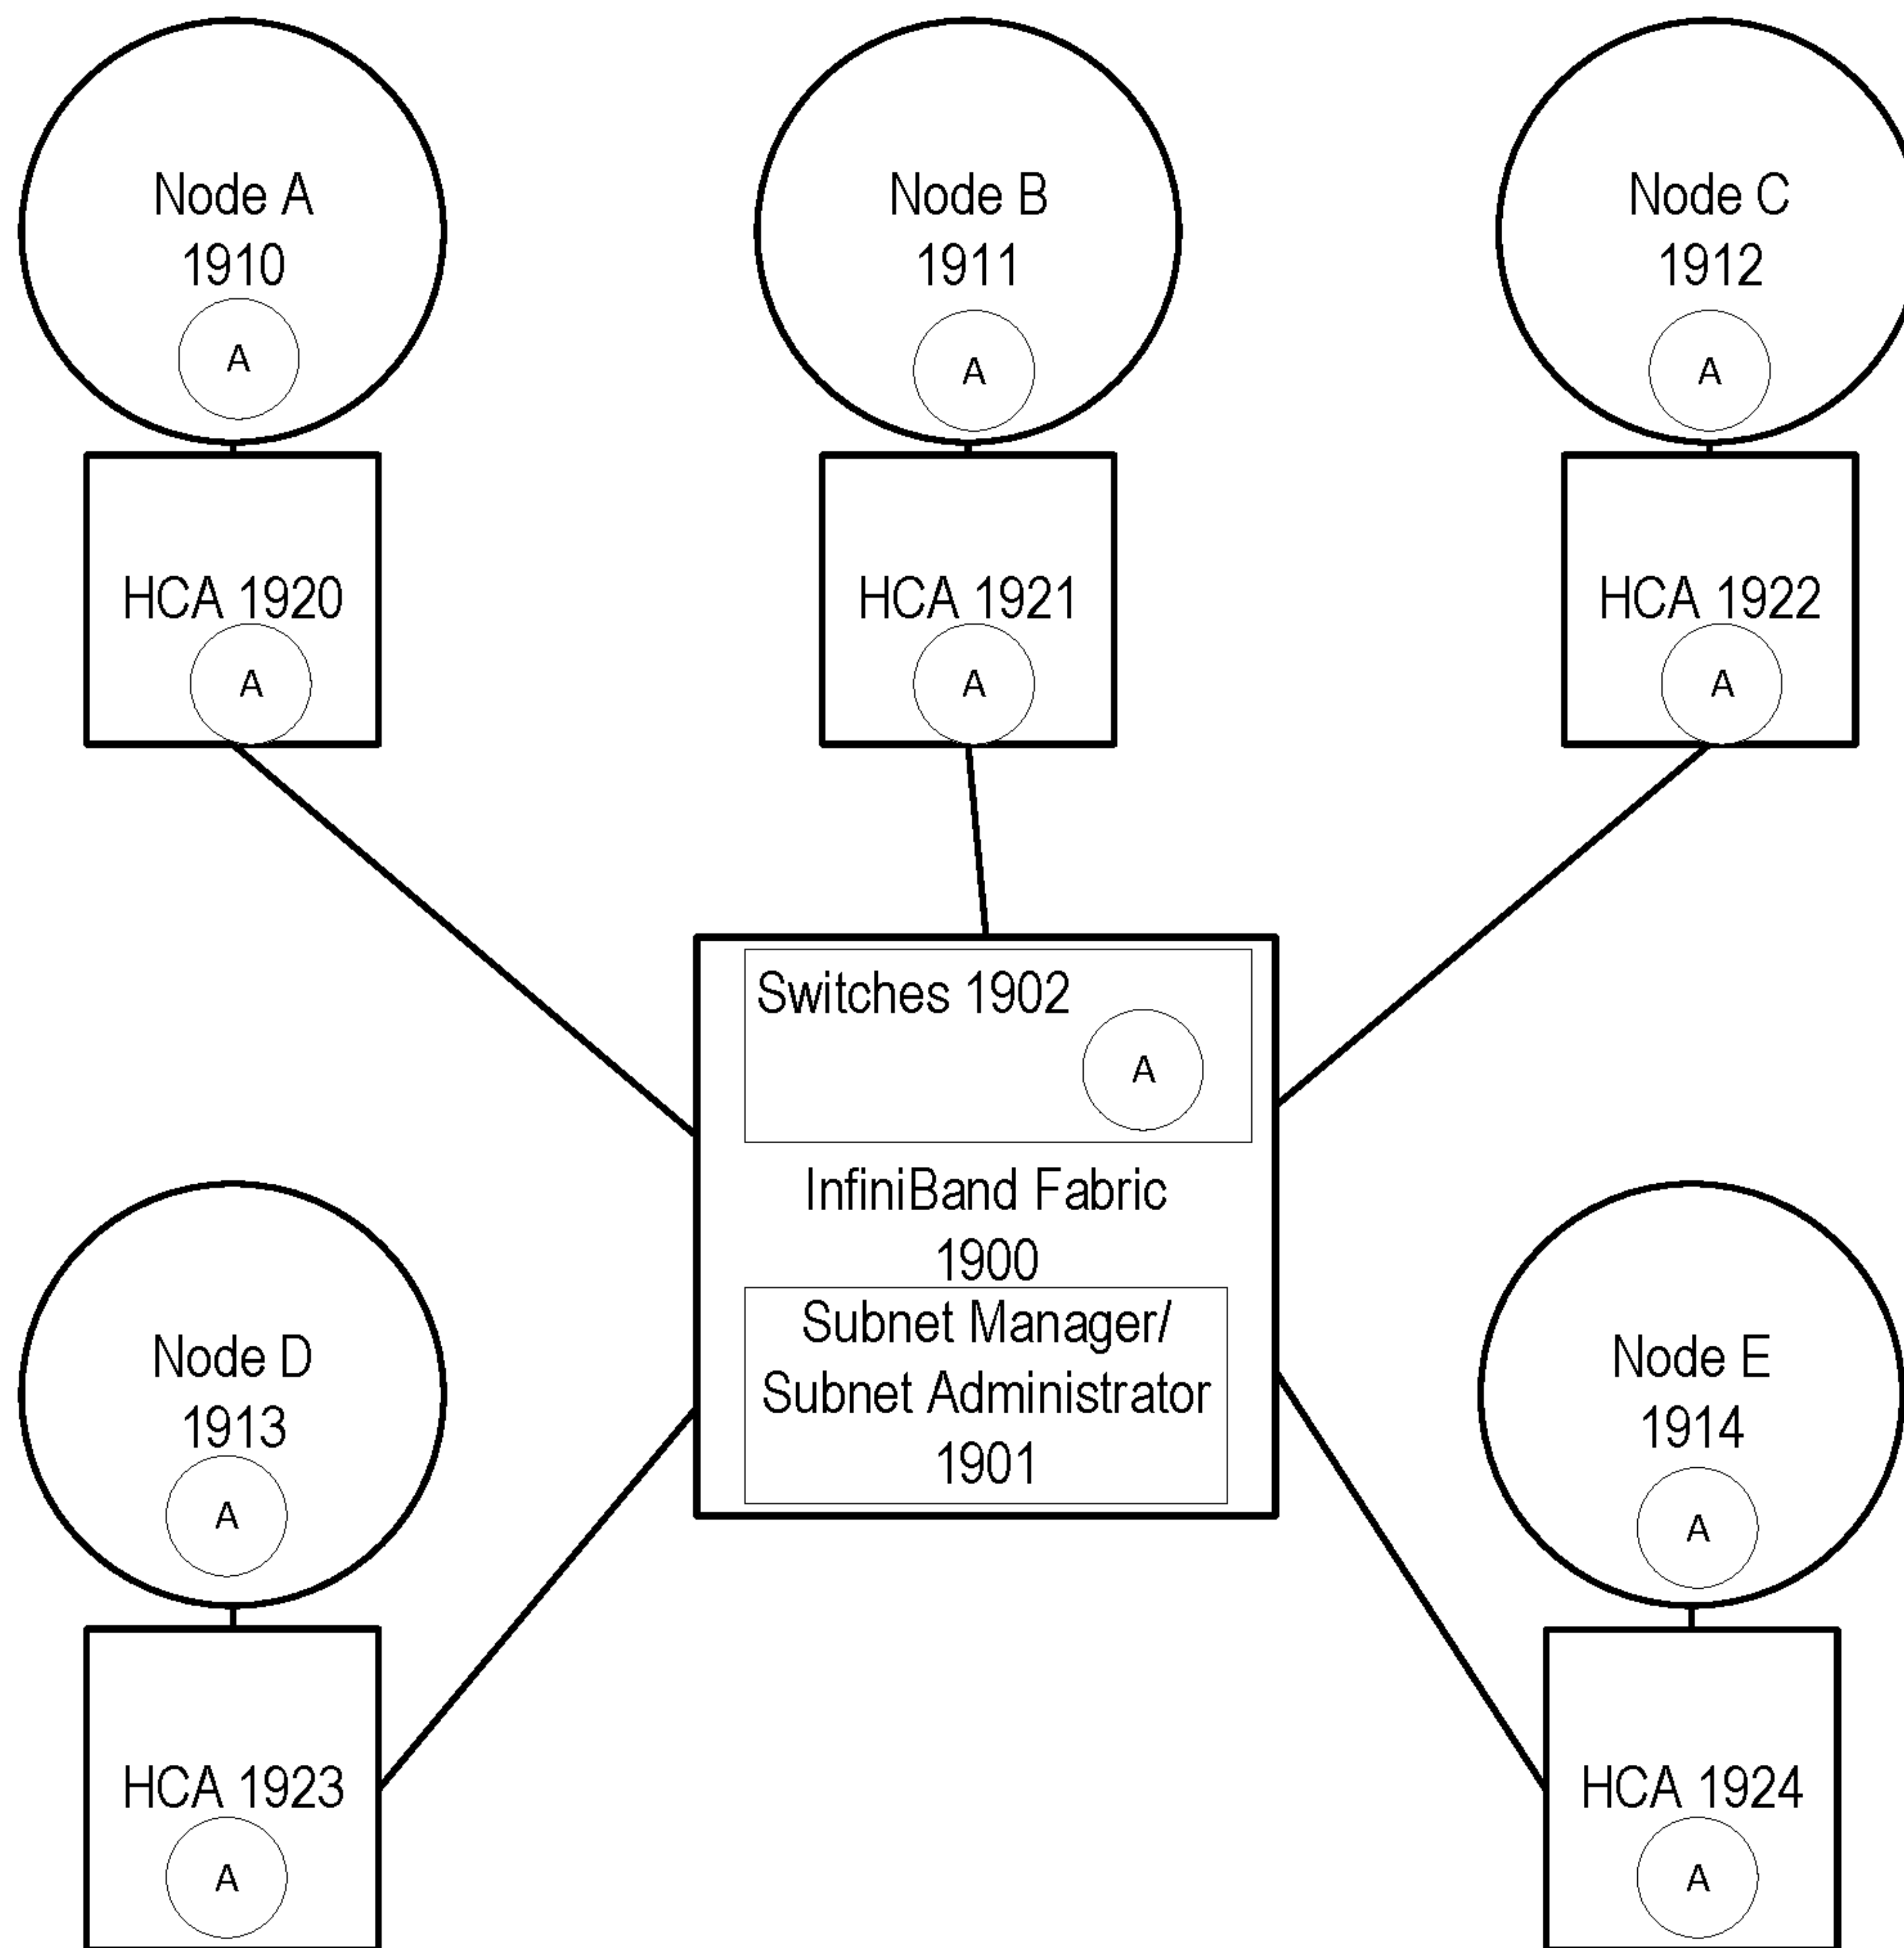 Node A
1910
A
Node B
1911
A
Node C
1912
A
HCA 1920
A
HCA 1921
A
HCA 1922
A
Switches 1902
A
InfiniBand Fabric
1900
Subnet Manager/
Subnet Administrator
1901
Node D
1913
A
Node E
1914
A
HCA 1923
A
HCA 1924
A